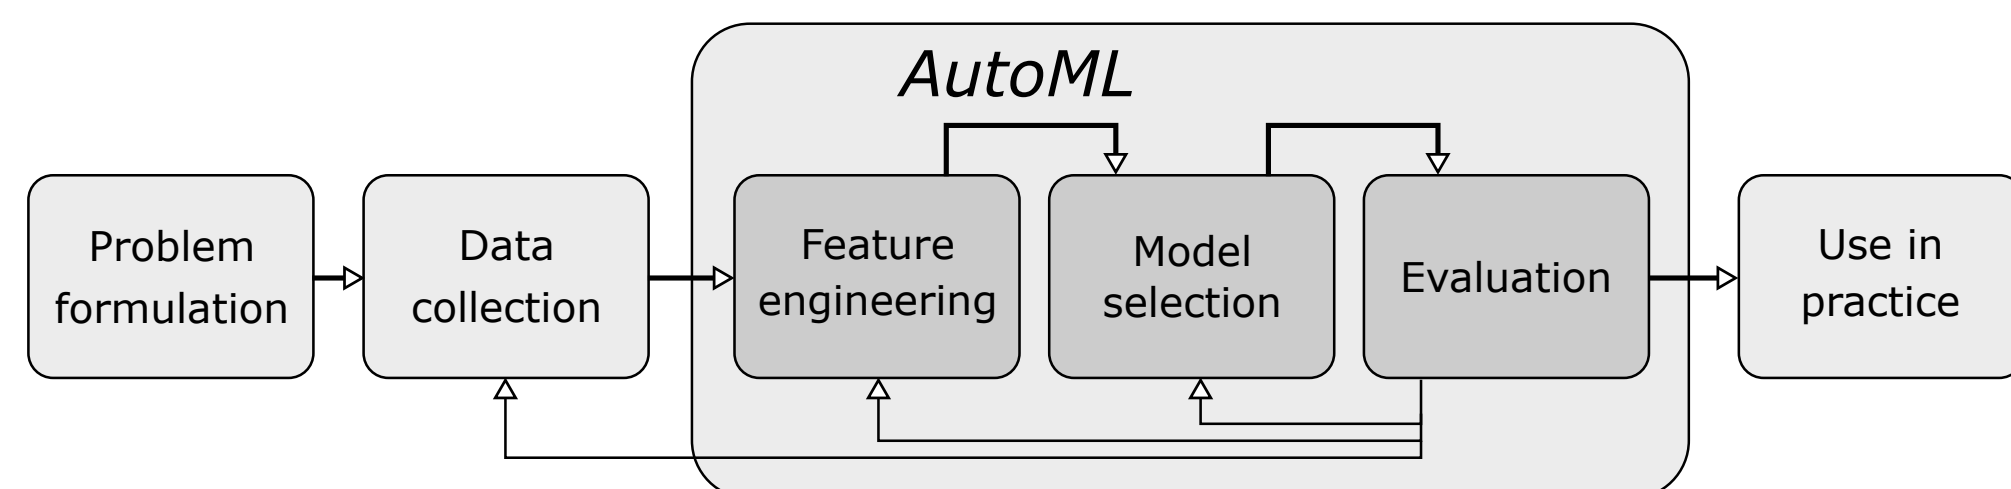 AutoML
Problem
formulation
Data
collection
Feature
engineering
Model
selection
Evaluation
Use in
practice